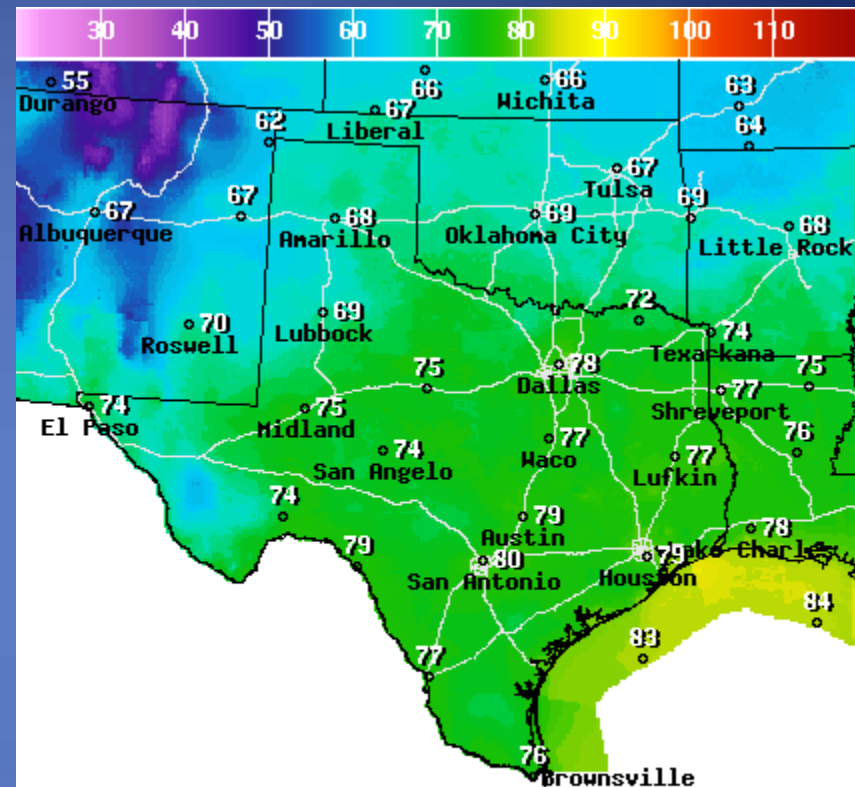 30 40 50 60 70 80 90 100 110
55
Durango
66
66
Wichita
63
67
Liberal
62
64
67
Tulsa
67
Albuquerque
67
68
Amarillo
69
Oklahoma City
69
68
Little Rock
70
Roswell
69
Lubbock
72
74
Texarkana
78
Dallas
75
75
77
Shreveport
74
El Paso
75
Midland
74
San Angelo
77
Waco
77
Lufkin
76
74
79
Austin
78
Lake Charles
79
80
San Antonio
79
Houston
84
83
77
76
Brownsville